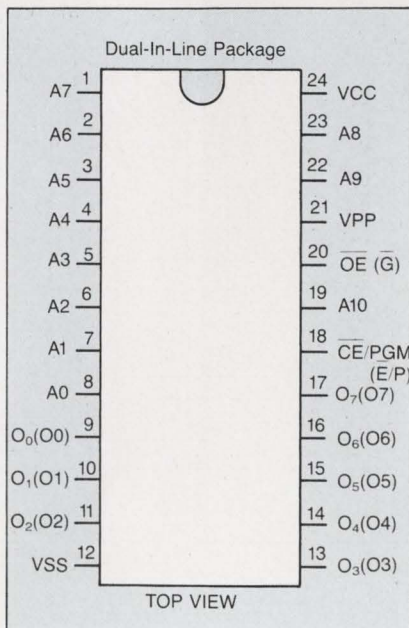 Dual-In-Line Package
A7 1
24 VCC
A6 2
23 A8
A5 3
22 A9
A4 4
21 VPP
A3 5
20 O̅E̅ (G̅)
A2 6
19 A10
A1 7
18 C̅E̅/PGM
(E̅/P)
A0 8
17 O₇(O7)
O₀(O0) 9
16 O₆(O6)
O₁(O1) 10
15 O₅(O5)
O₂(O2) 11
14 O₄(O4)
VSS 12
13 O₃(O3)
TOP VIEW